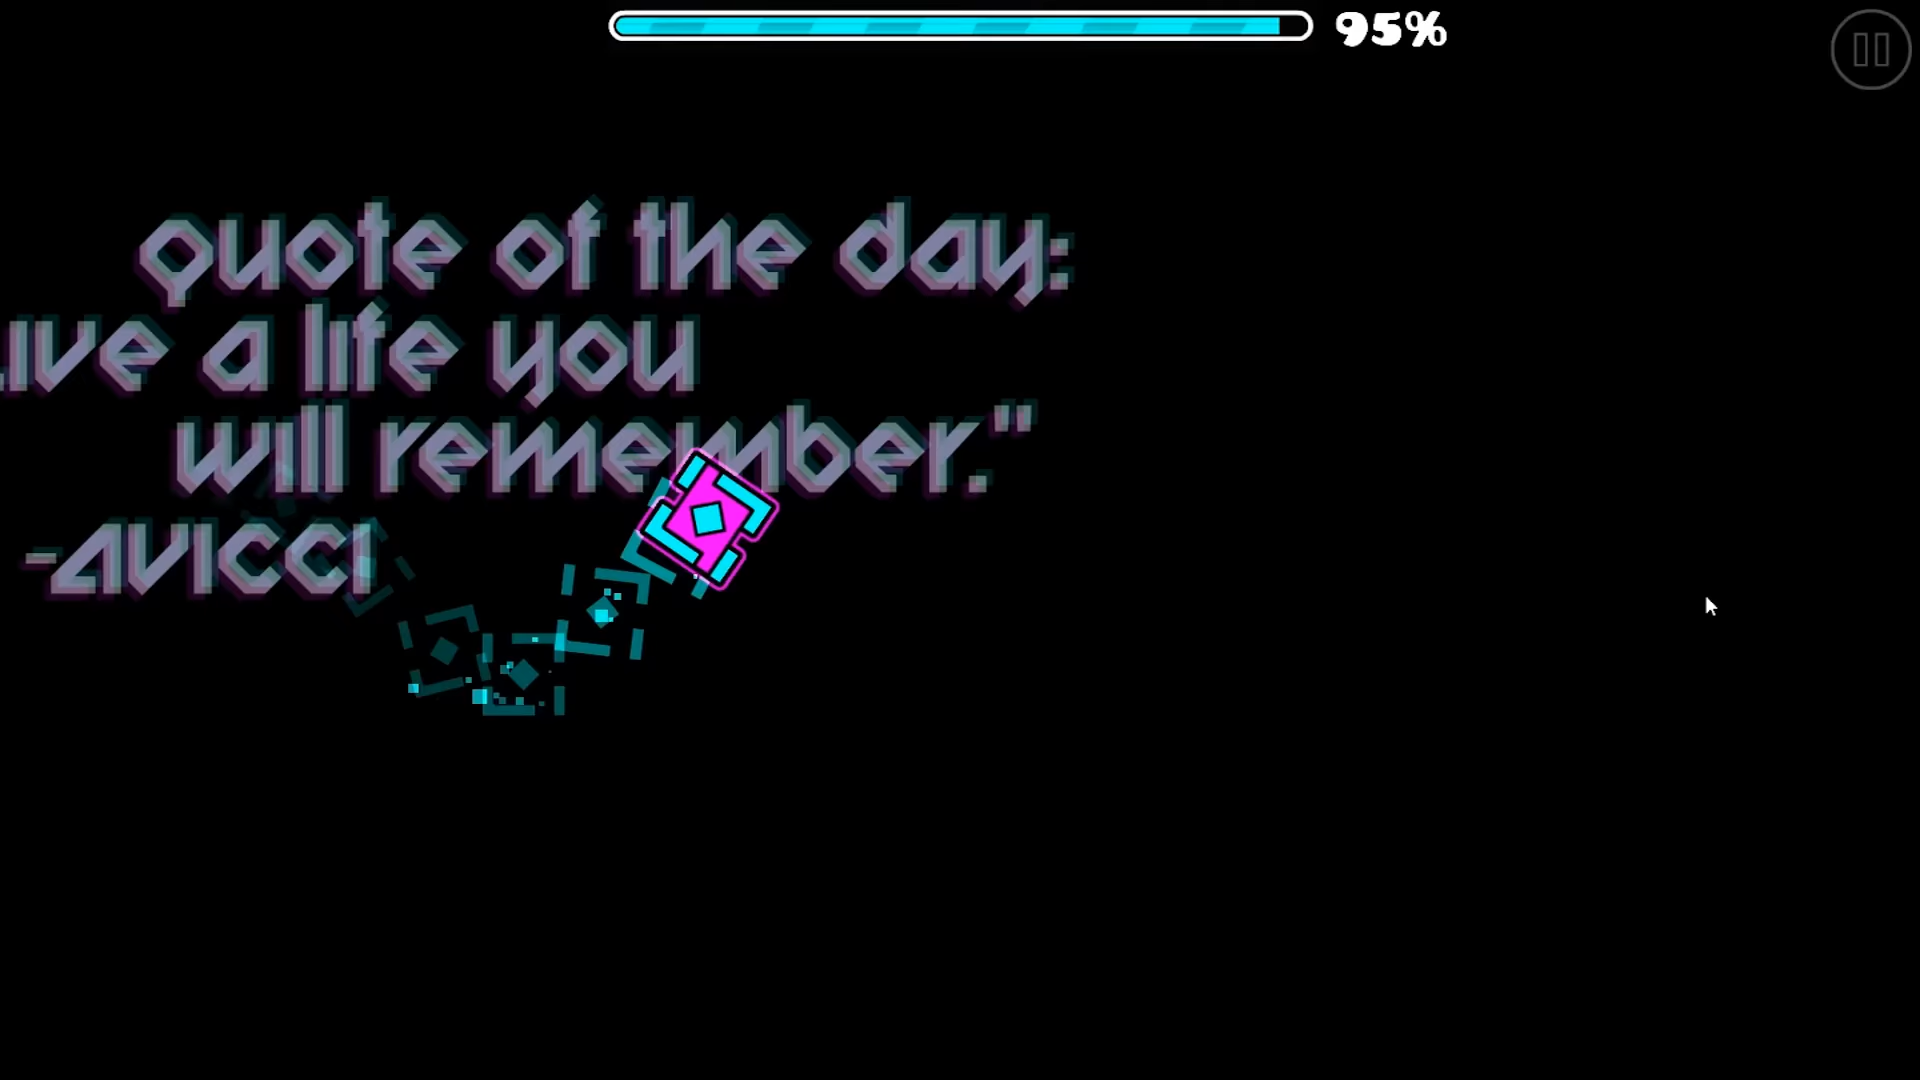 95%
quote of the day:
ive a life you
will remember."
-AVICCI